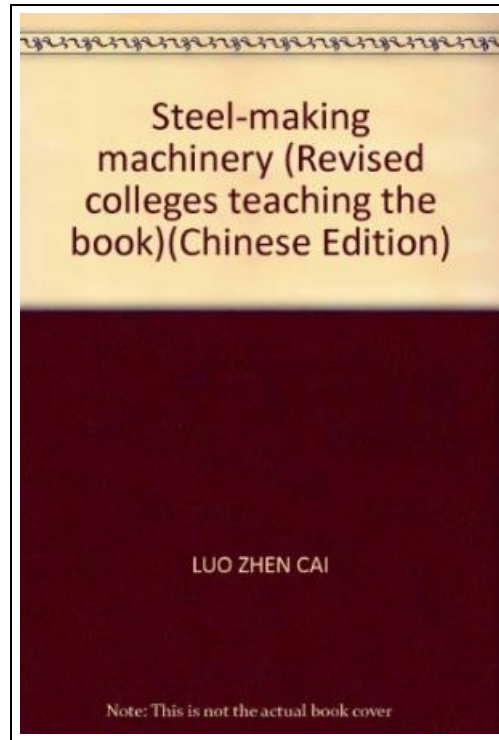 Steel-making
machinery (Revised
colleges teaching the
book)(Chinese Edition)
LUO ZHEN CAI
Note: This is not the actual book cover